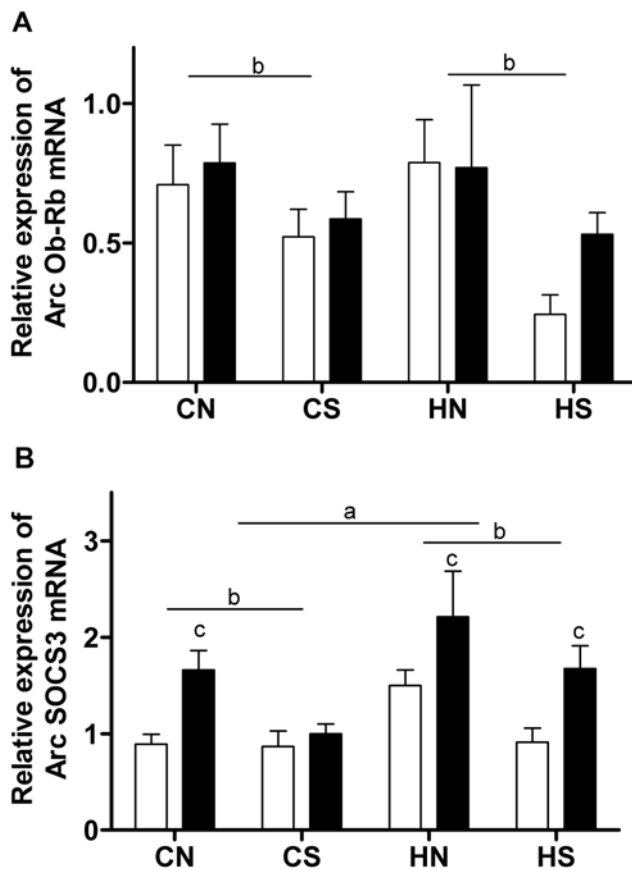 A
Relative expression of
Arc Ob-Rb mRNA
1.0
0.5
0.0
b
b
CN CS HN HS
B
Relative expression of
Arc SOCS3 mRNA
3
2
1
0
a
b
b
c
c
c
CN CS HN HS